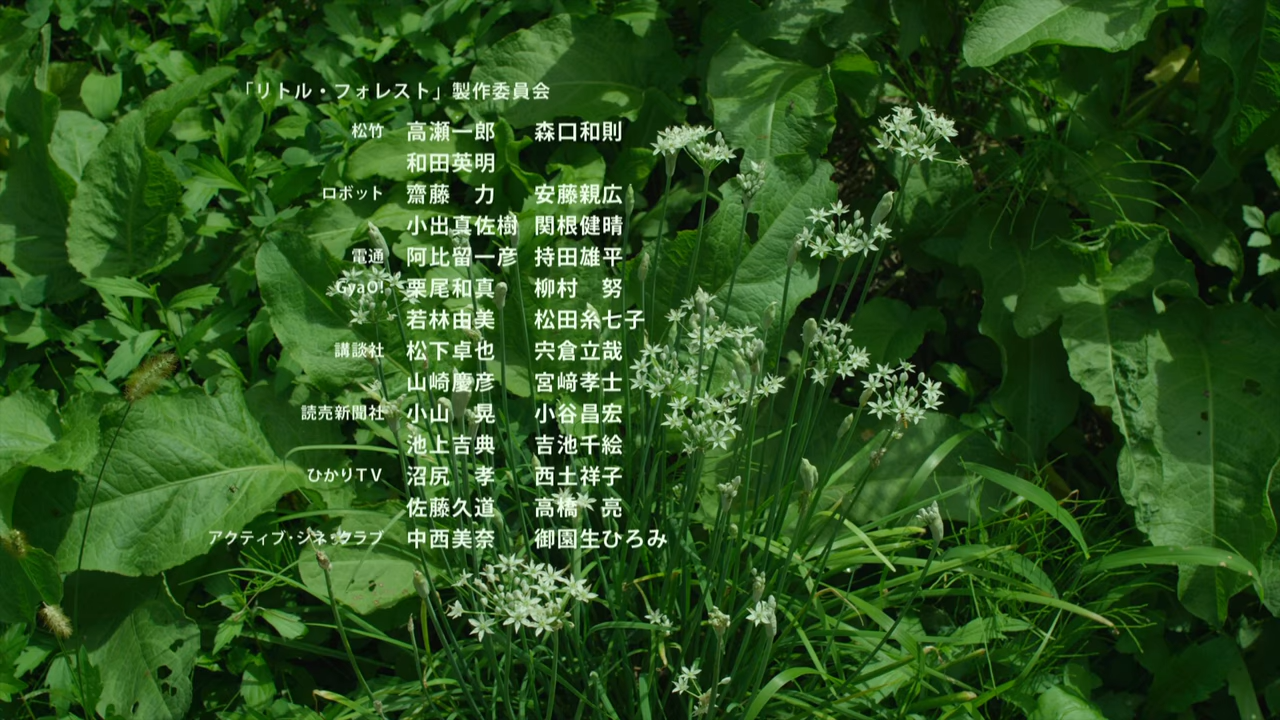 「リトル・フォレスト」製作委員会
松竹 高瀬一郎 森口和則
和田英明
ロボット 齋藤 力 安藤親広
小出真佐樹 関根健晴
電通 阿比留一彦 持田雄平
GyaO! 栗尾和真 柳村 努
若林由美 松田糸七子
講談社 松下卓也 宍倉立哉
山崎慶彦 宮﨑孝士
読売新聞社 小山 晃 小谷昌宏
池上吉典 吉池千絵
ひかりTV 沼尻 孝 西土祥子
佐藤久道 高橋 亮
アクティブ・シネ・クラブ 中西美奈 御園生ひろみ